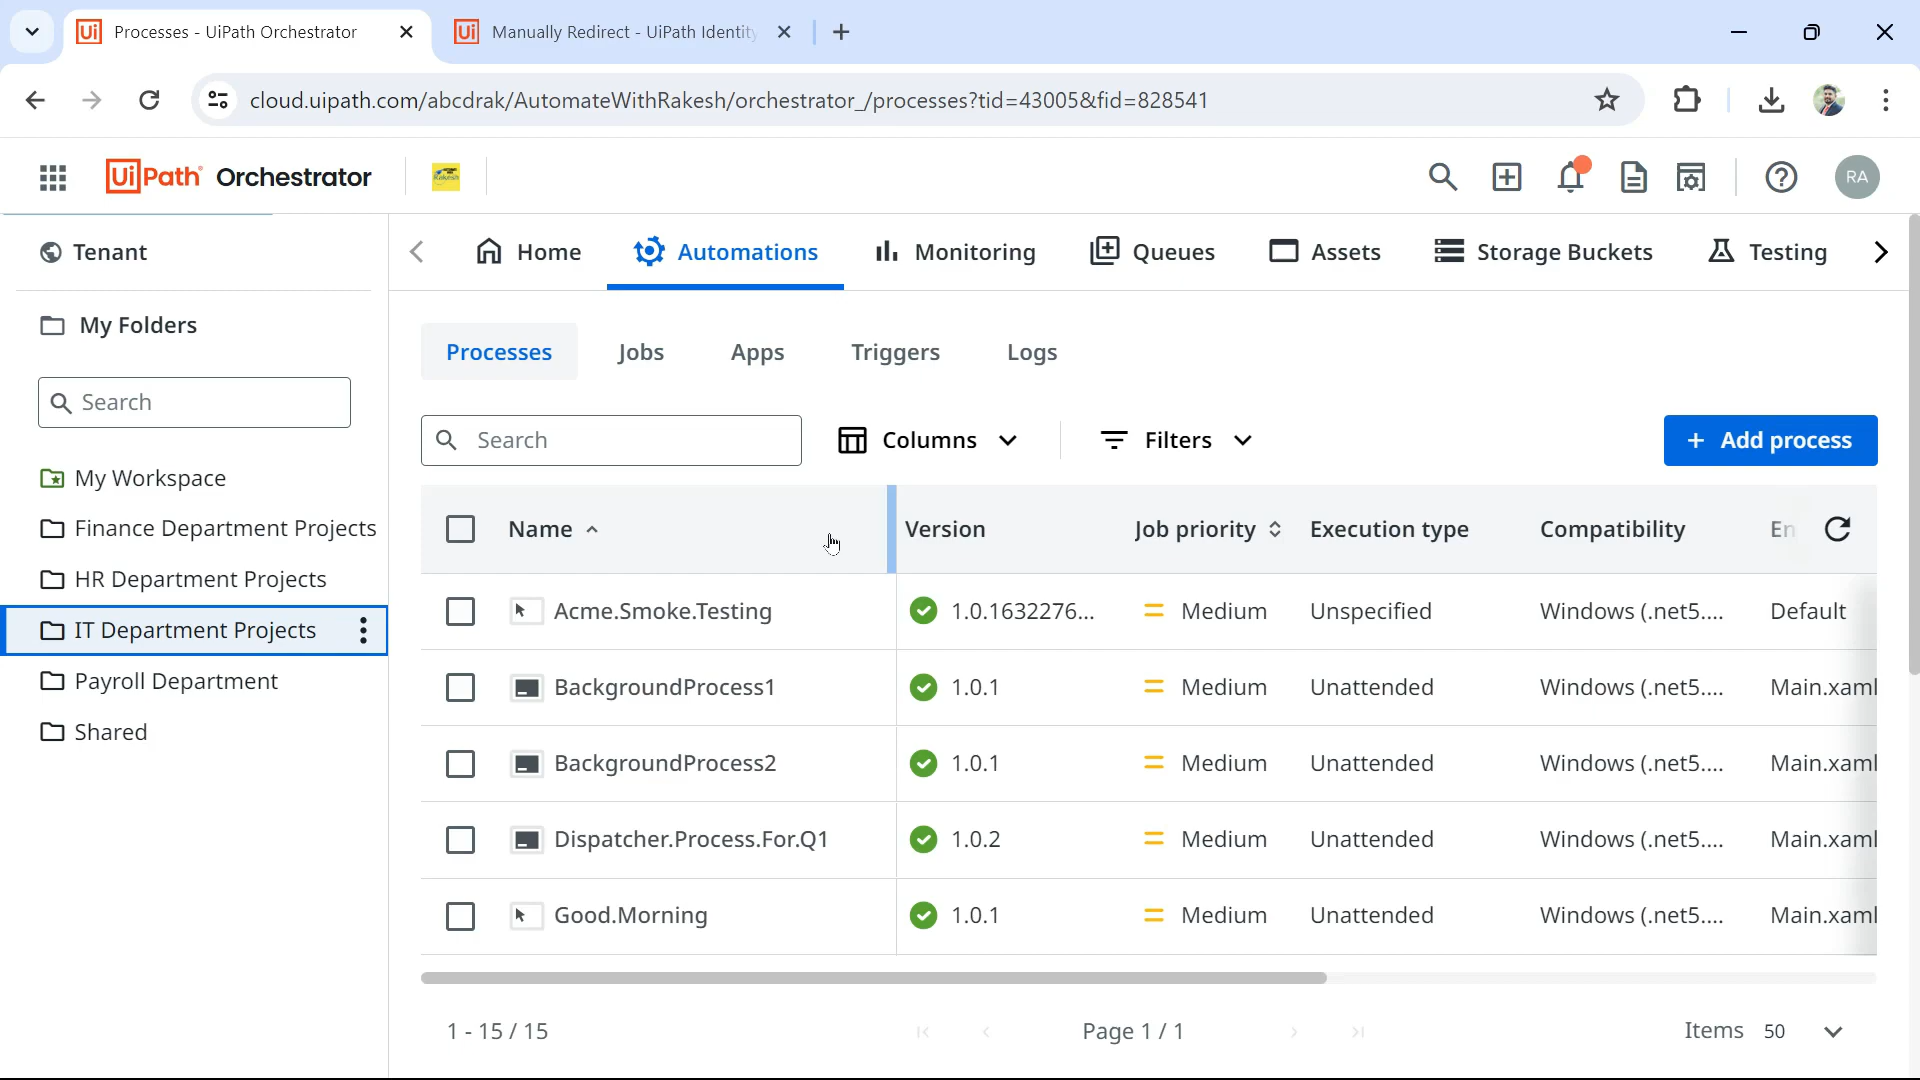 Ui Processes - UiPath Orchestrator
Ui Manually Redirect - UiPath Identity
cloud.uipath.com/abcdrak/AutomateWithRakesh/orchestrator_/processes?tid=43005&fid=828541
UiPath Orchestrator
RA
Tenant
Home Automations Monitoring Queues Assets Storage Buckets Testing
My Folders
Processes Jobs Apps Triggers Logs
Search
Search Columns Filters + Add process
My Workspace
Finance Department Projects
HR Department Projects
IT Department Projects
Payroll Department
Shared
Name Version Job priority Execution type Compatibility En
Acme.Smoke.Testing 1.0.1632276... Medium Unspecified Windows (.net5.... Default
BackgroundProcess1 1.0.1 Medium Unattended Windows (.net5.... Main.xaml
BackgroundProcess2 1.0.1 Medium Unattended Windows (.net5.... Main.xaml
Dispatcher.Process.For.Q1 1.0.2 Medium Unattended Windows (.net5.... Main.xaml
Good.Morning 1.0.1 Medium Unattended Windows (.net5.... Main.xaml
1 - 15 / 15 Page 1 / 1 Items 50